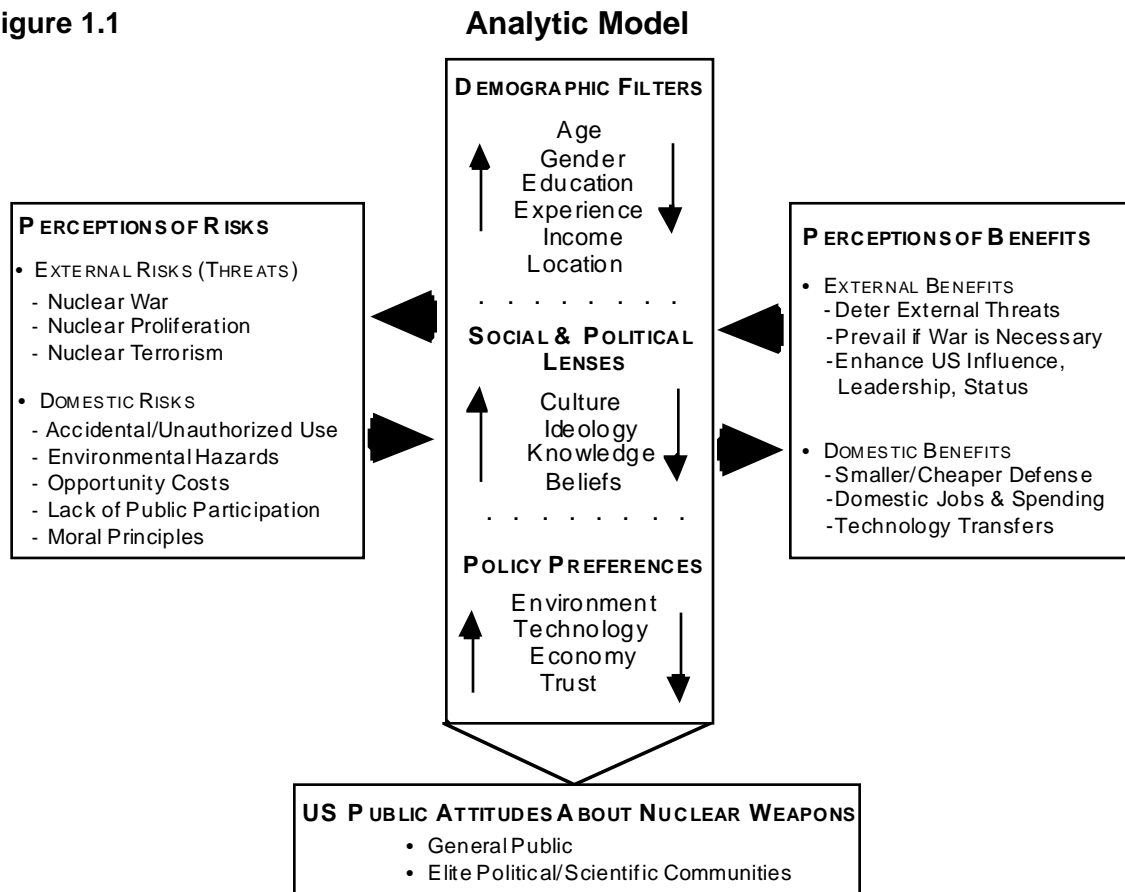 igure 1.1
Analytic Model
DEMOGRAPHIC FILTERS
Age
Gender
Education
Experience
Income
Location
. . . . . . . .
SOCIAL & POLITICAL
LENSES
Culture
Ideology
Knowledge
Beliefs
. . . . . . . .
POLICY PREFERENCES
Environment
Technology
Economy
Trust
PERCEPTIONS OF RISKS
• EXTERNAL RISKS (THREATS)
- Nuclear War
- Nuclear Proliferation
- Nuclear Terrorism
• DOMESTIC RISKS
- Accidental/Unauthorized Use
- Environmental Hazards
- Opportunity Costs
- Lack of Public Participation
- Moral Principles
PERCEPTIONS OF BENEFITS
• EXTERNAL BENEFITS
- Deter External Threats
- Prevail if War is Necessary
- Enhance US Influence,
Leadership, Status
• DOMESTIC BENEFITS
- Smaller/Cheaper Defense
- Domestic Jobs & Spending
- Technology Transfers
US PUBLIC ATTITUDES ABOUT NUCLEAR WEAPONS
• General Public
• Elite Political/Scientific Communities